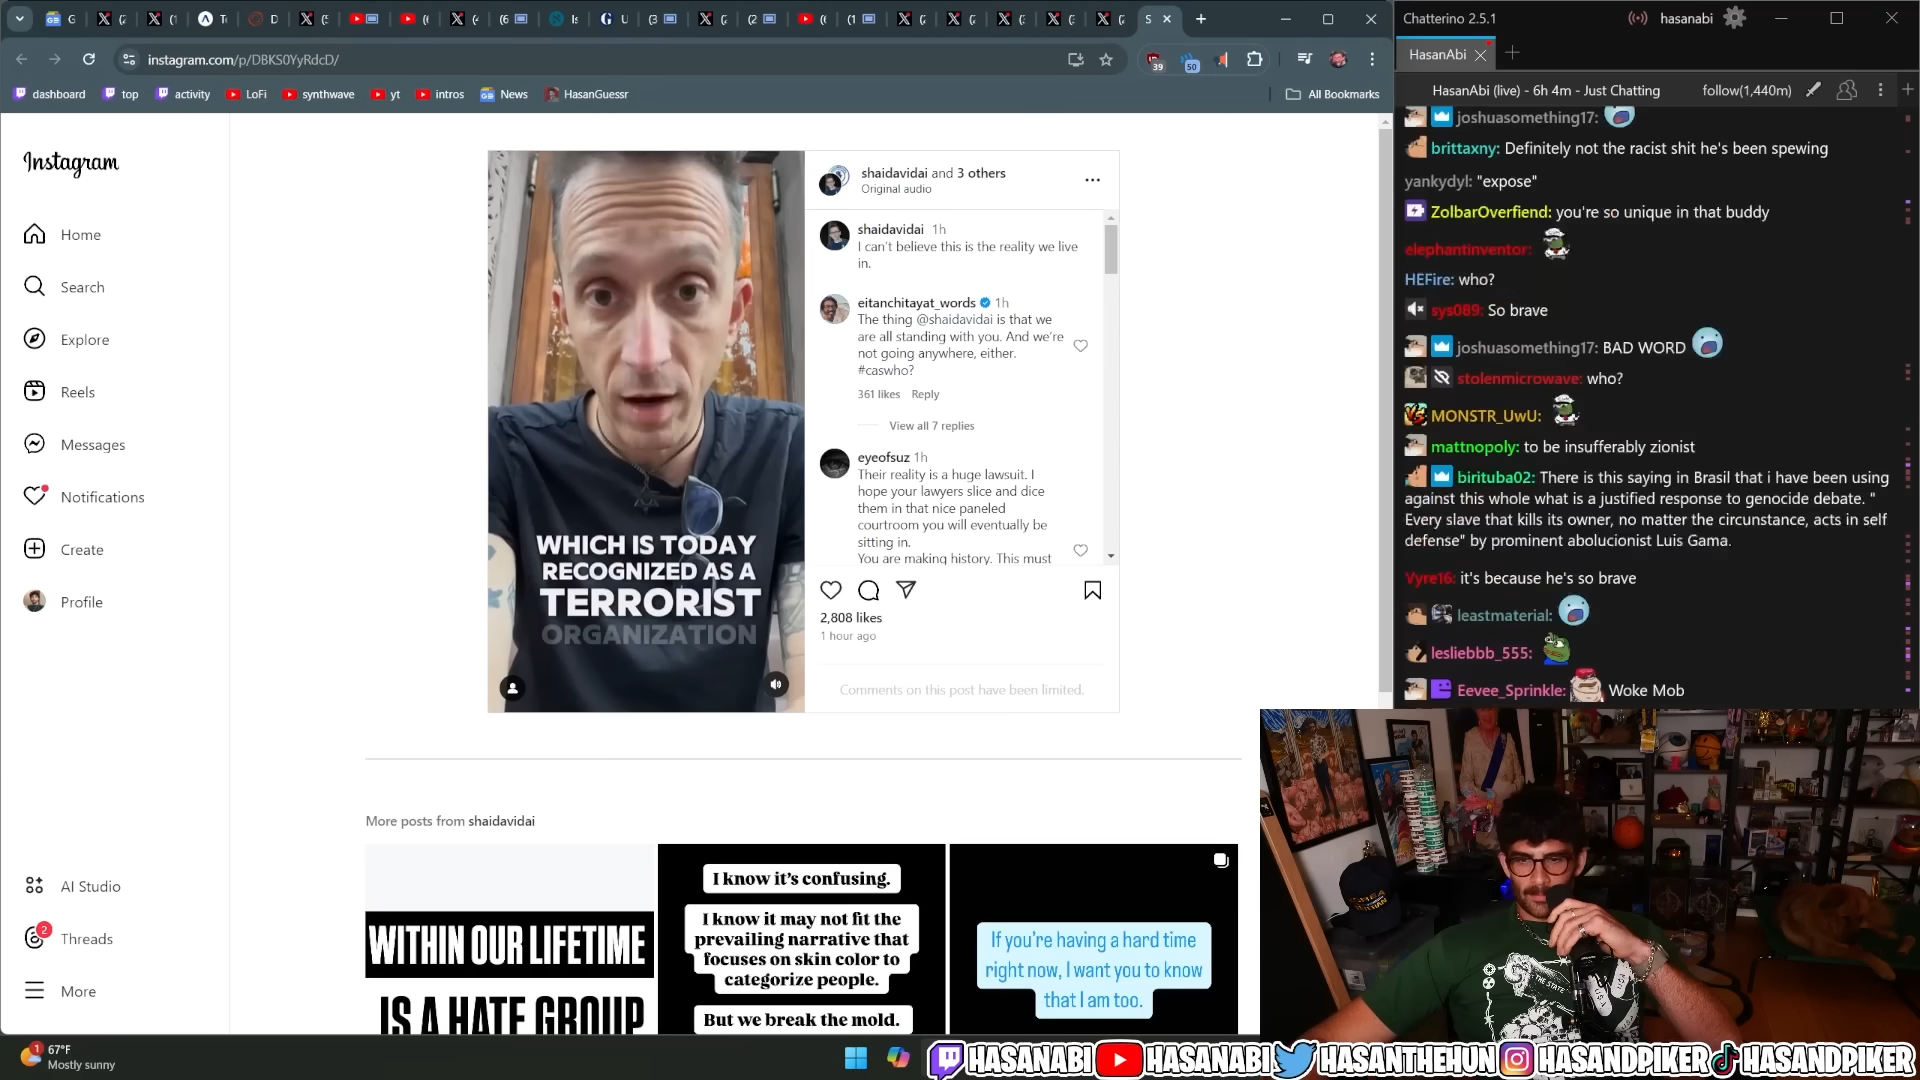 instagram.com/p/DBKS0YyRdcD/
39
50
dashboard
top
activity
LoFi
synthwave
yt
intros
News
HasanGuessr
All Bookmarks
Instagram
Home
Search
Explore
Reels
Messages
Notifications
Create
Profile
AI Studio
2
Threads
More
WHICH IS TODAY
RECOGNIZED AS A
TERRORIST
ORGANIZATION
shaidavidai and 3 others
Original audio
shaidavidai 1h
I can't believe this is the reality we live
in.
eitanchitayat_words 1h
The thing @shaidavidai is that we
are all standing with you. And we're
not going anywhere, either.
#caswho?
361 likes Reply
View all 7 replies
eyeofsuz 1h
Their reality is a huge lawsuit. I
hope your lawyers slice and dice
them in that nice paneled
courtroom you will eventually be
sitting in.
You are making history. This must
2,808 likes
1 hour ago
Comments on this post have been limited.
More posts from shaidavidai
WITHIN OUR LIFETIME
IS A HATE GROUP
I know it's confusing.
I know it may not fit the
prevailing narrative that
focuses on skin color to
categorize people.
But we break the mold.
If you're having a hard time
right now, I want you to know
that I am too.
Chatterino 2.5.1
hasanabi
HasanAbi
HasanAbi (live) - 6h 4m - Just Chatting
follow(1,440m)
joshuasomething17:
brittaxny: Definitely not the racist shit he's been spewing
yankydyl: "expose"
ZolbarOverfiend: you're so unique in that buddy
elephantinventor:
HEFire: who?
sys089: So brave
joshuasomething17: BAD WORD
stolenmicrowave: who?
MONSTR_UwU:
mattnopoly: to be insufferably zionist
birituba02: There is this saying in Brasil that i have been using
against this whole what is a justified response to genocide debate. "
Every slave that kills its owner, no matter the circumstance, acts in self
defense" by prominent abolucionist Luis Gama.
Vyre16: it's because he's so brave
leastmaterial:
lesliebbb_555:
Eevee_Sprinkle: Woke Mob
1
67°F
Mostly sunny
HASANABI
HASANABI
HASANTHEHUN
HASANDPIKER
HASANDPIKER